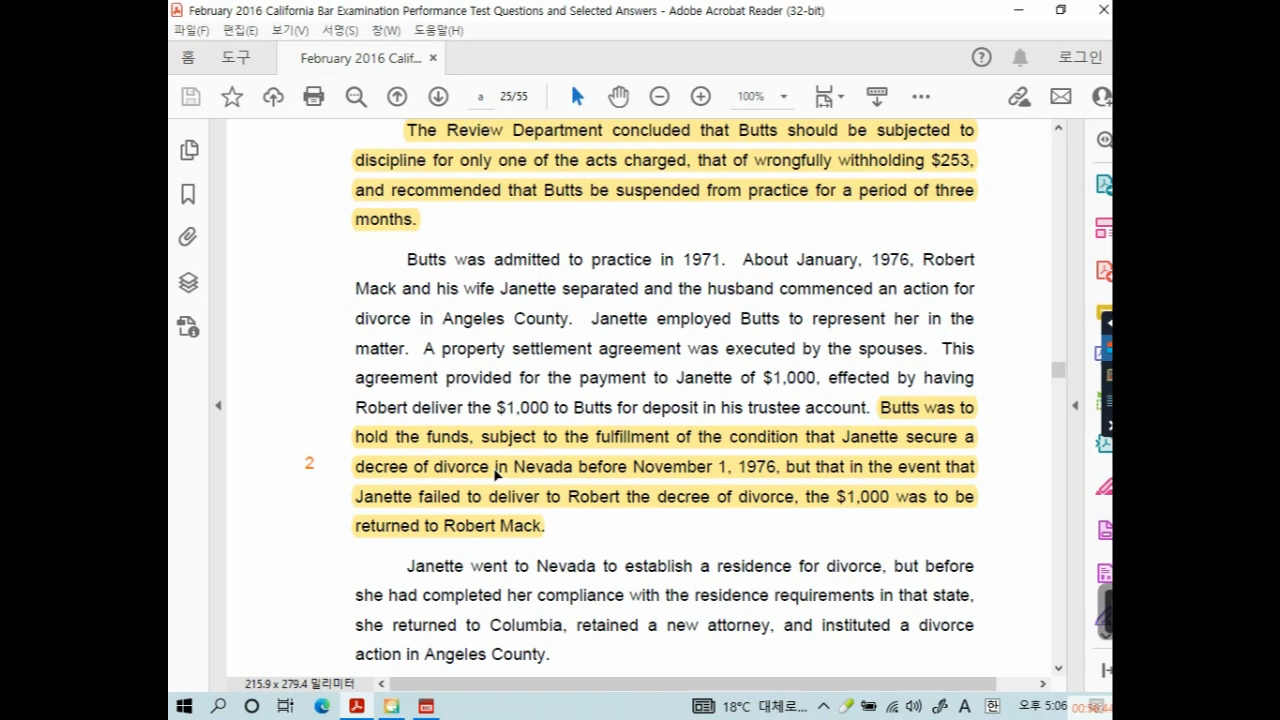 February 2016 California Bar Examination Performance Test Questions and Selected Answers - Adobe Acrobat Reader (32-bit)
파일(F) 편집(E) 보기(V) 서명(S) 창(W) 도움말(H)
홈 도구 February 2016 Calif... × 로그인
a 25/55 100%
The Review Department concluded that Butts should be subjected to
discipline for only one of the acts charged, that of wrongfully withholding $253,
and recommended that Butts be suspended from practice for a period of three
months.
Butts was admitted to practice in 1971. About January, 1976, Robert
Mack and his wife Janette separated and the husband commenced an action for
divorce in Angeles County. Janette employed Butts to represent her in the
matter. A property settlement agreement was executed by the spouses. This
agreement provided for the payment to Janette of $1,000, effected by having
Robert deliver the $1,000 to Butts for deposit in his trustee account. Butts was to
hold the funds, subject to the fulfillment of the condition that Janette secure a
2 decree of divorce in Nevada before November 1, 1976, but that in the event that
Janette failed to deliver to Robert the decree of divorce, the $1,000 was to be
returned to Robert Mack.
Janette went to Nevada to establish a residence for divorce, but before
she had completed her compliance with the residence requirements in that state,
she returned to Columbia, retained a new attorney, and instituted a divorce
action in Angeles County.
215.9 x 279.4 밀리미터
18°C 대체로... A 한 오후 5:06